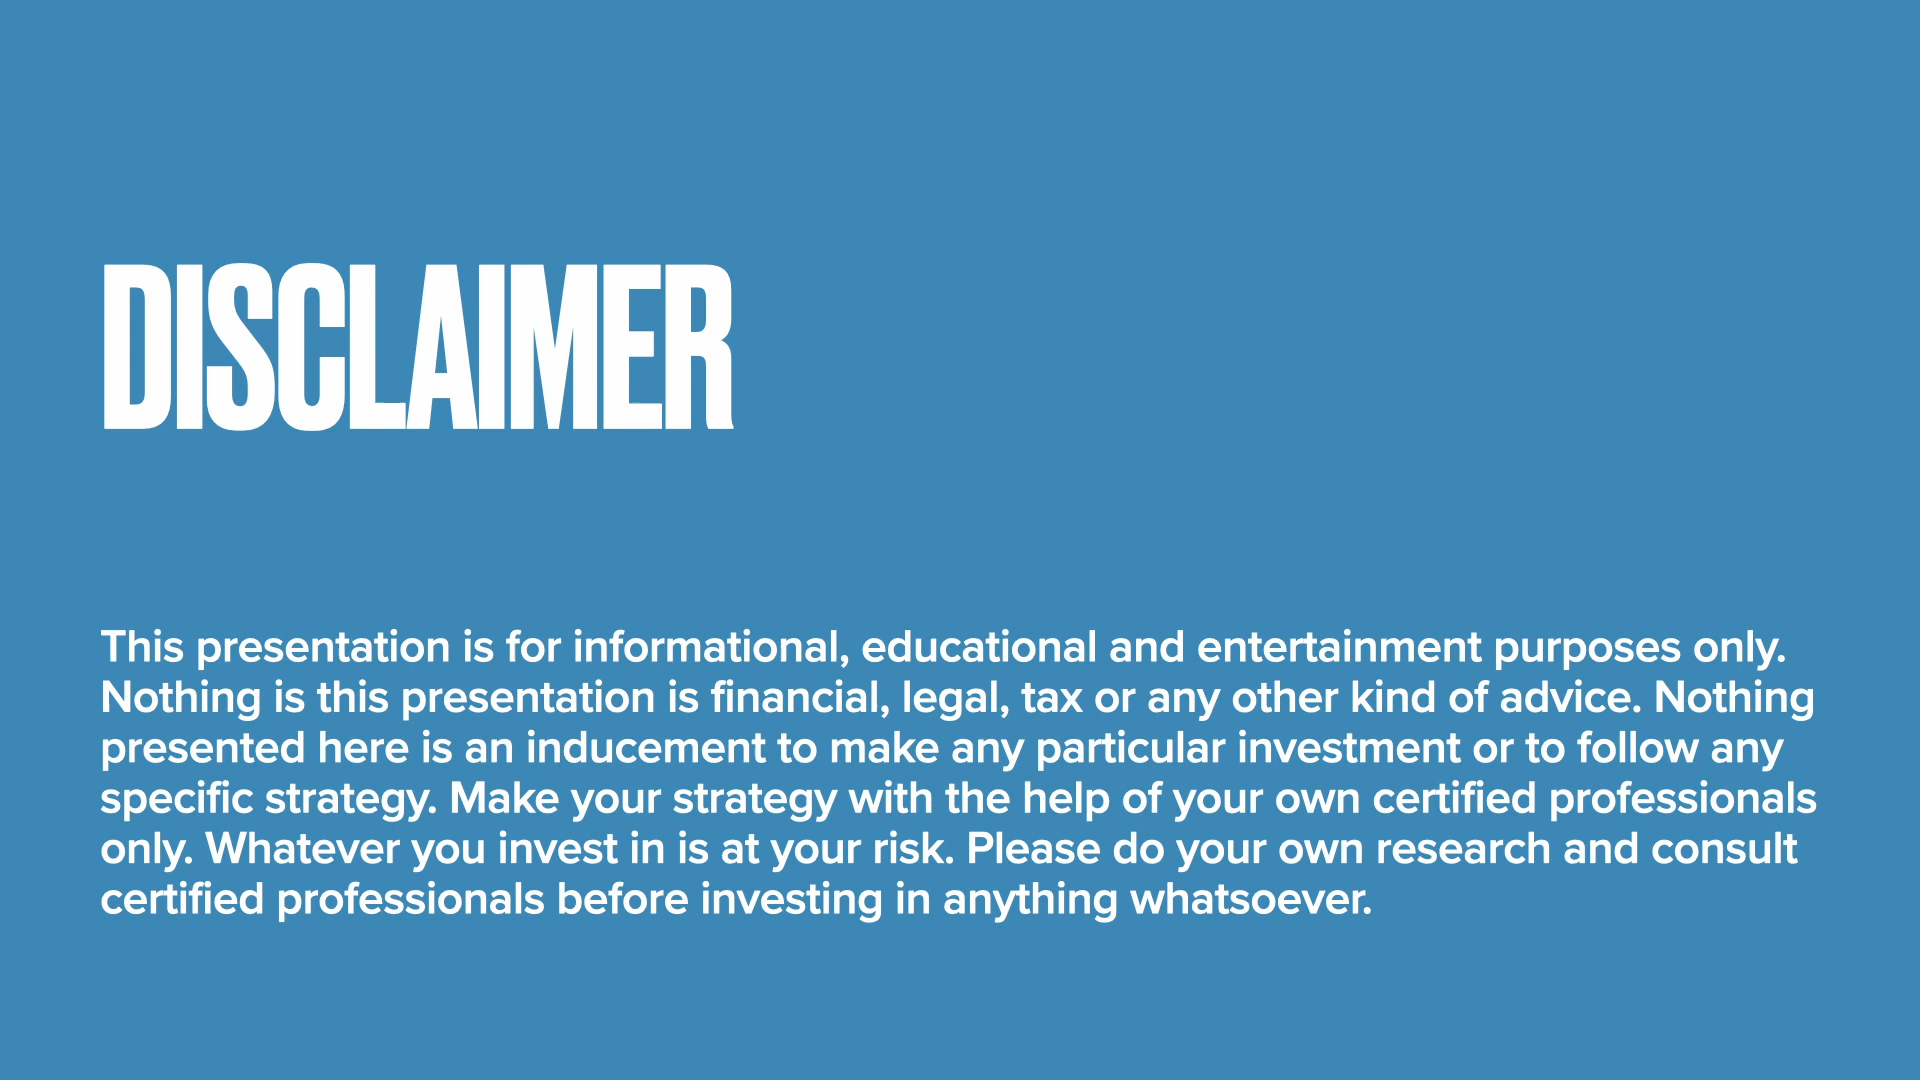 DISCLAIMER
This presentation is for informational, educational and entertainment purposes only.
Nothing is this presentation is financial, legal, tax or any other kind of advice. Nothing
presented here is an inducement to make any particular investment or to follow any
specific strategy. Make your strategy with the help of your own certified professionals
only. Whatever you invest in is at your risk. Please do your own research and consult
certified professionals before investing in anything whatsoever.